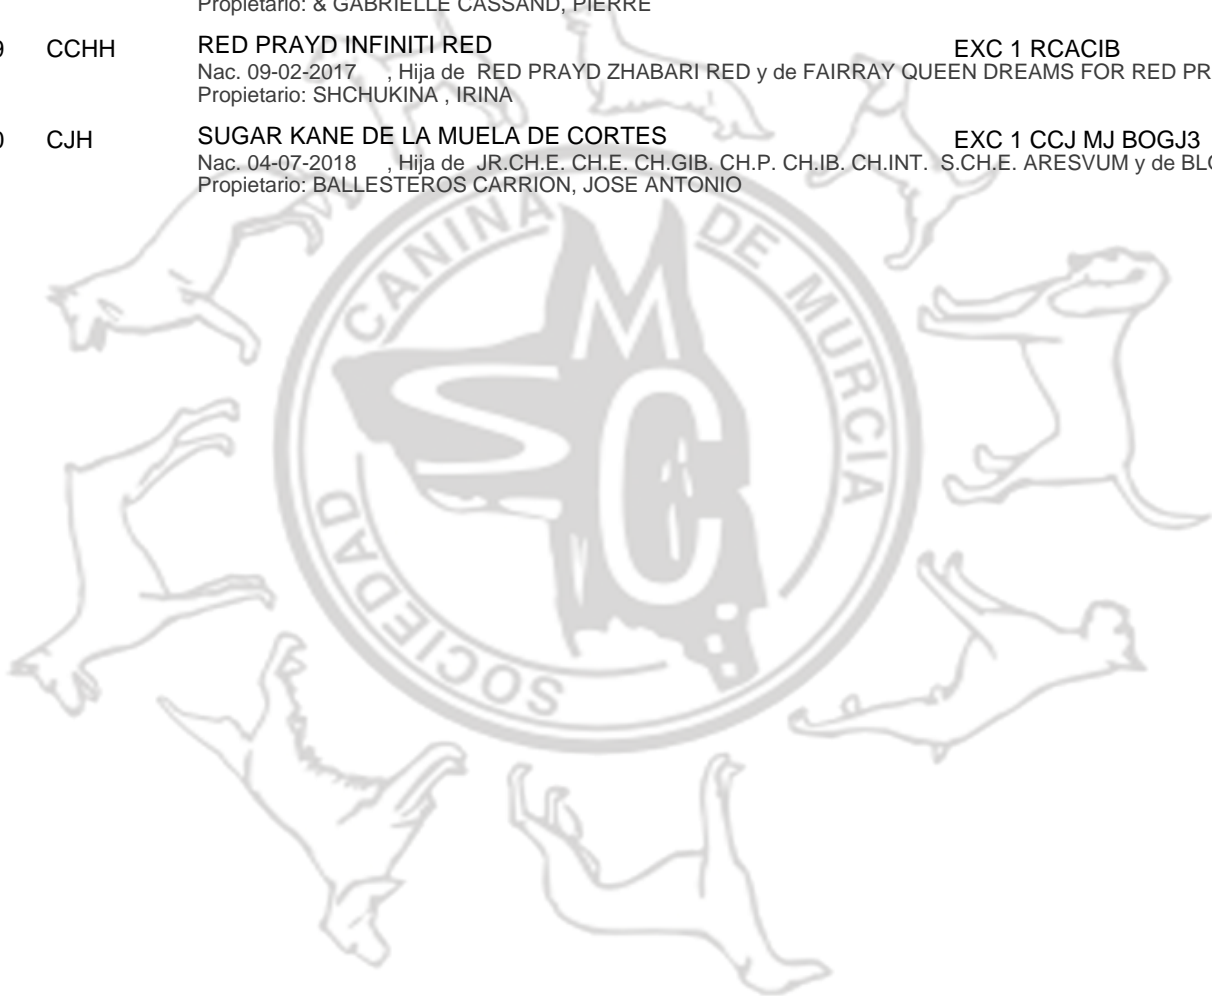 Propietario: & GABRIELLE CASSAND, PIERRE
9 CCHH RED PRAYD INFINITI RED EXC 1 RCACIB
Nac. 09-02-2017 , Hija de RED PRAYD ZHABARI RED y de FAIRRAY QUEEN DREAMS FOR RED PR
Propietario: SHCHUKINA , IRINA
0 CJH SUGAR KANE DE LA MUELA DE CORTES EXC 1 CCJ MJ BOGJ3
Nac. 04-07-2018 , Hija de JR.CH.E. CH.E. CH.GIB. CH.P. CH.IB. CH.INT. S.CH.E. ARESVUM y de BLO
Propietario: BALLESTEROS CARRION, JOSE ANTONIO
SOCIEDAD CANINA DE MURCIA
M
S
C